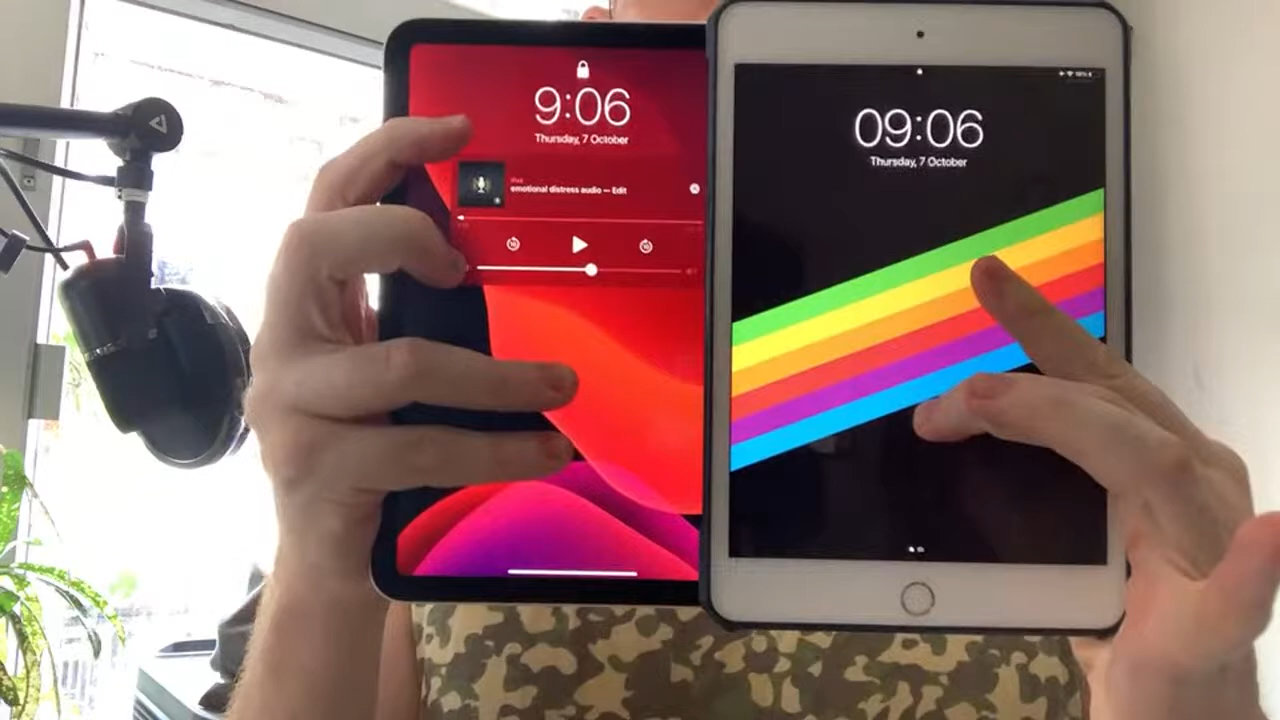 9:06
Thursday, 7 October
emotional distress audio — Edit
09:06
Thursday, 7 October